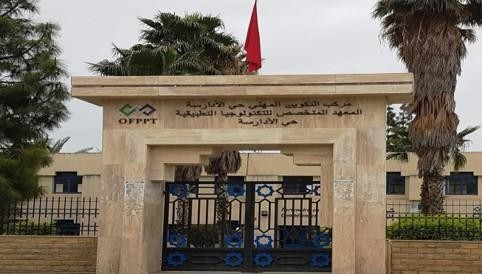 مركب التكوين المهني حي الأدارسة
المعهد المتخصص للتكنولوجيا التطبيقية
حي الأدارسة
OFPPT